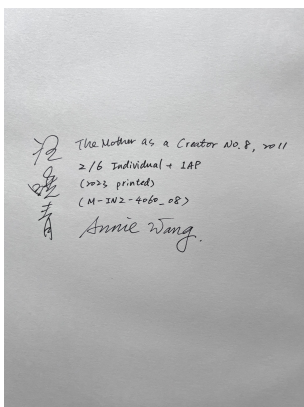 汪曉青
The Mother as a Creator No.8, 2011
2/6 Individual + 1AP
(2023 printed)
(M-IN2-4060_08)
Annie Wang.